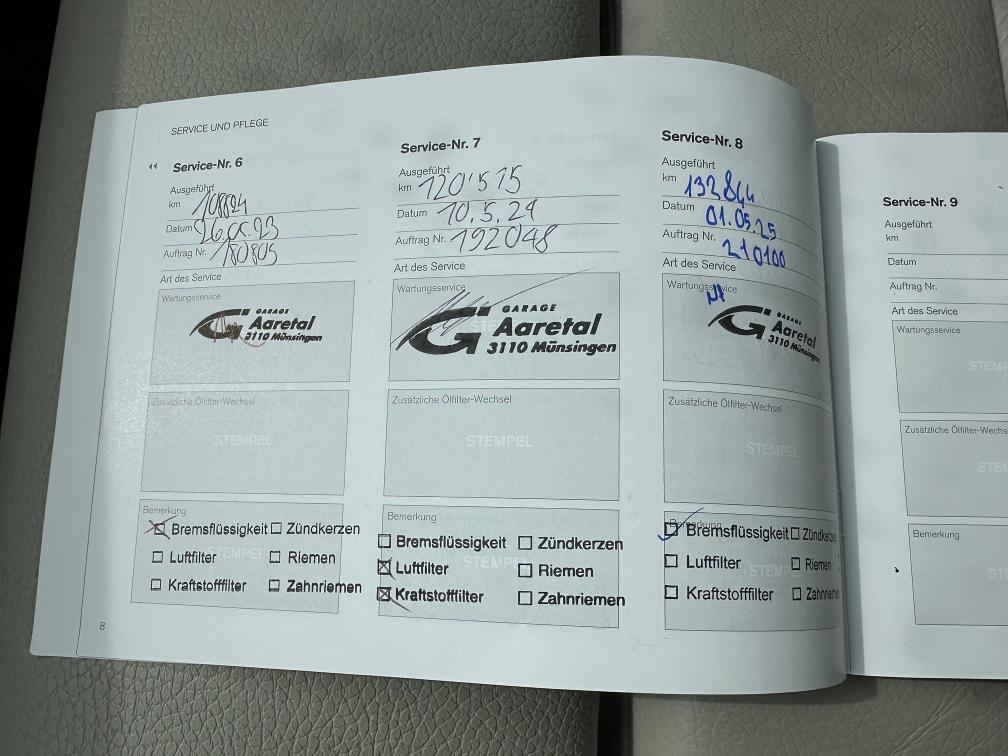 SERVICE UND PFLEGE
Service-Nr. 6
Ausgeführt
km 108824
Datum
Auftrag Nr. 180805
Art des Service
Wartungsservice
GARAGE
Aaretal
3110 Münsingen
Zusätzliche Ölfilter-Wechsel
STEMPEL
Bemerkung
Bremsflüssigkeit Zündkerzen
Luftfilter Riemen
Kraftstofffilter Zahnriemen
8
Service-Nr. 7
Ausgeführt
km 120'515
Datum 10.5.24
Auftrag Nr. 192048
Art des Service
Wartungsservice
GARAGE
Aaretal
3110 Münsingen
Zusätzliche Ölfilter-Wechsel
STEMPEL
Bemerkung
Bremsflüssigkeit Zündkerzen
Luftfilter Riemen
Kraftstofffilter Zahnriemen
Service-Nr. 8
Ausgeführt
km 132844
Datum 01.05.25
Auftrag Nr. 210100
Art des Service
Wartungsservice
GARAGE
Aaretal
3110 Münsingen
Zusätzliche Ölfilter-Wechsel
STEMPEL
Bemerkung
Bremsflüssigkeit Zündkerzen
Luftfilter Riemen
Kraftstofffilter Zahnriemen
Service-Nr. 9
Ausgeführt
km
Datum
Auftrag Nr.
Art des Service
Wartungsservice
STEMP
Zusätzliche Ölfilter-Wechs
STEMP
Bemerkung